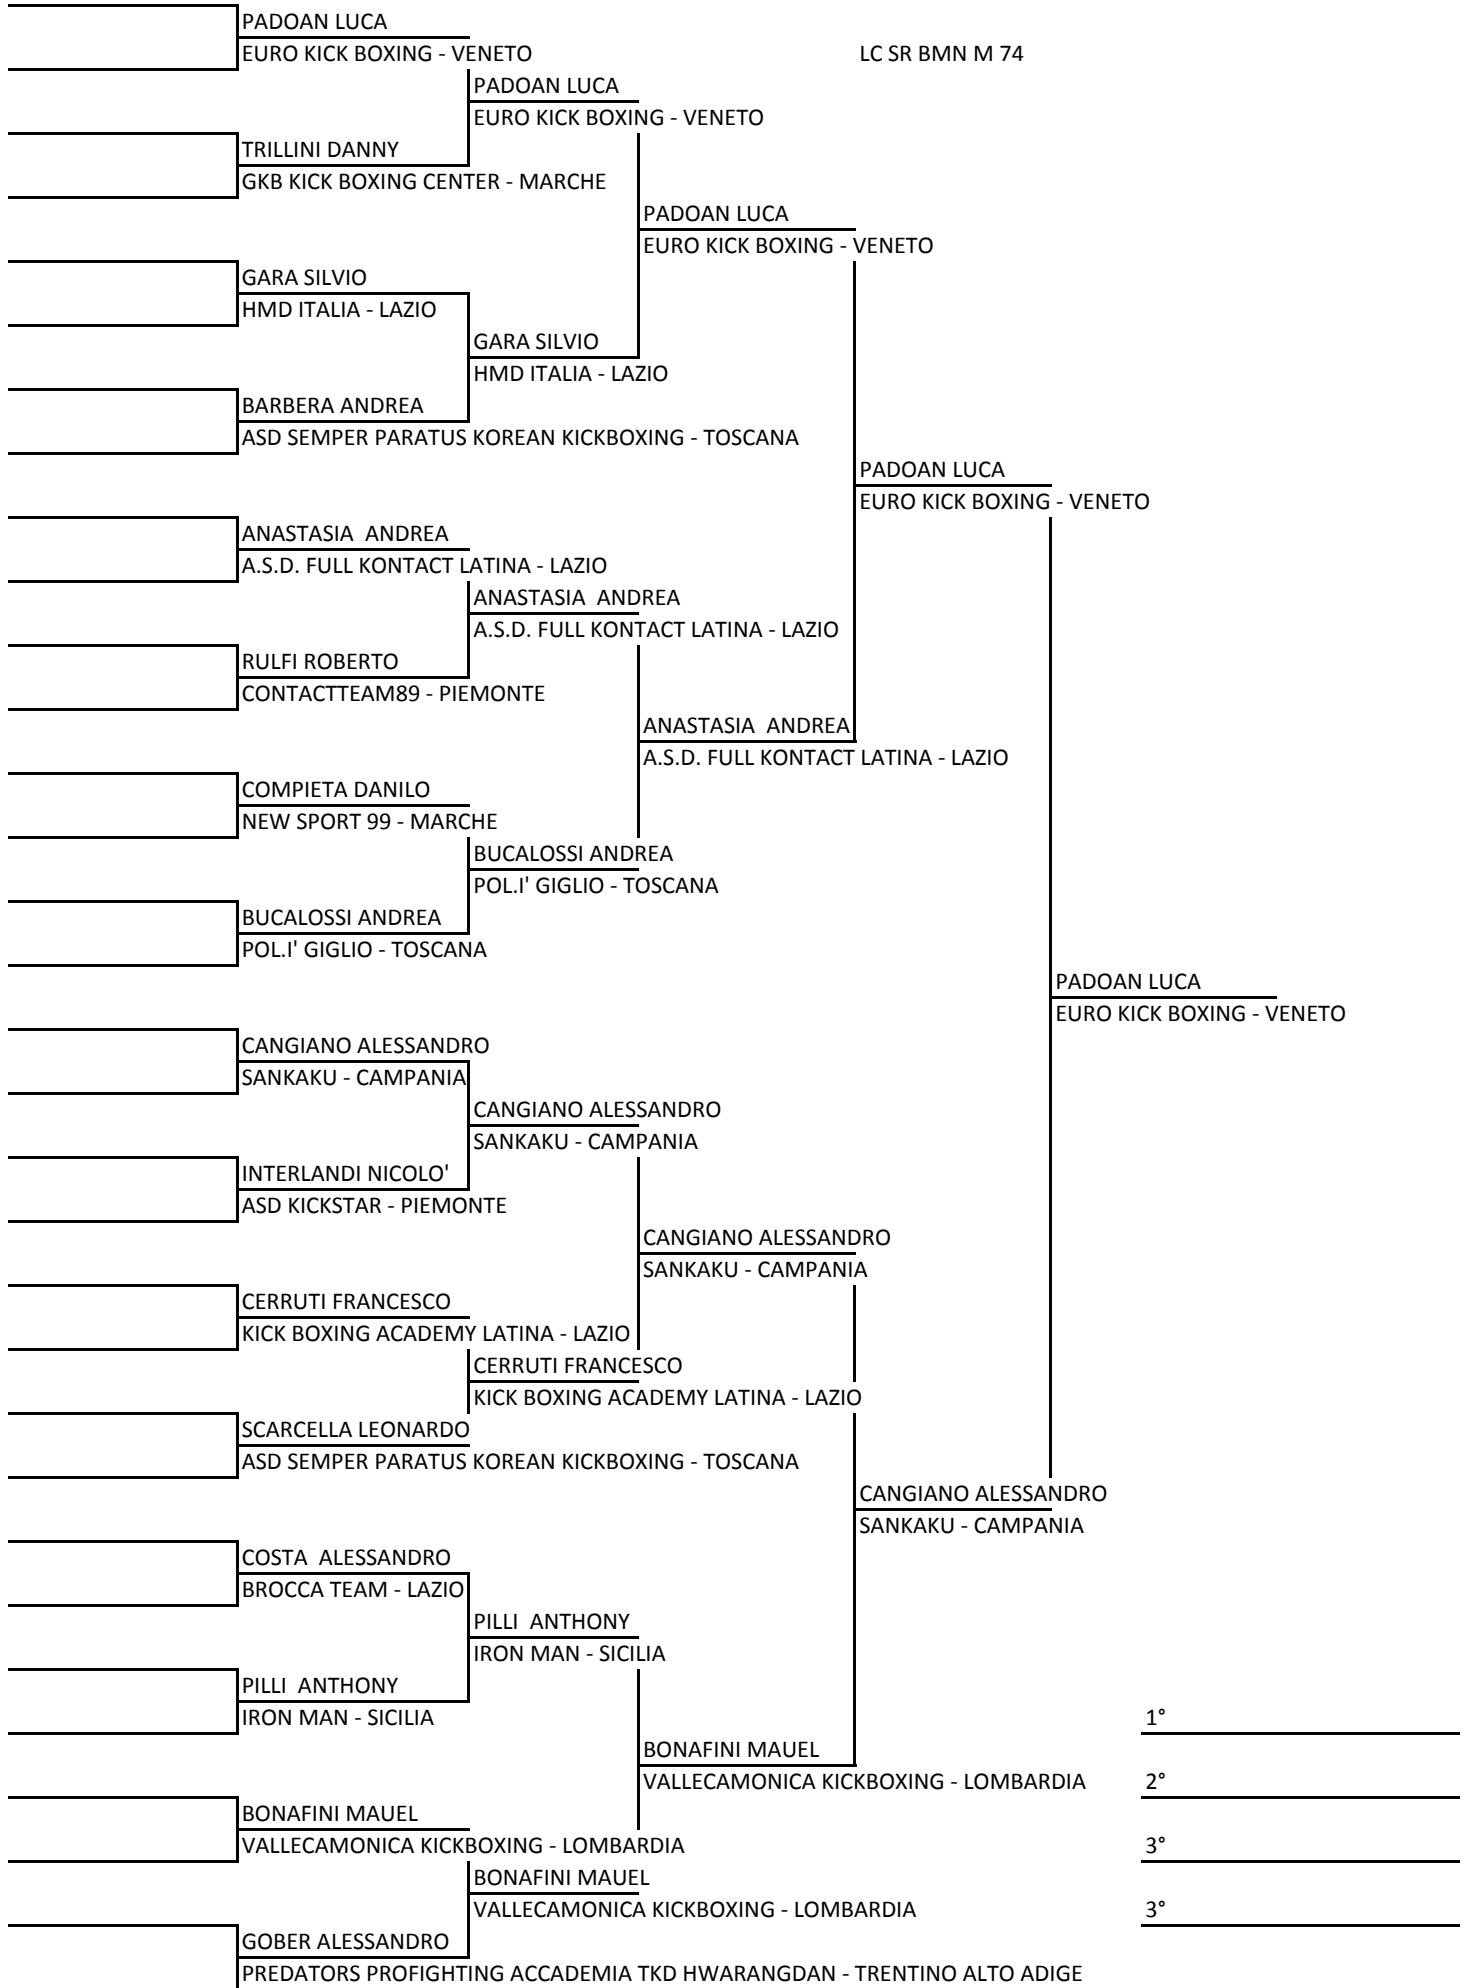 PADOAN LUCA
EURO KICK BOXING - VENETO
LC SR BMN M 74
PADOAN LUCA
EURO KICK BOXING - VENETO
TRILLINI DANNY
GKB KICK BOXING CENTER - MARCHE
PADOAN LUCA
EURO KICK BOXING - VENETO
GARA SILVIO
HMD ITALIA - LAZIO
GARA SILVIO
HMD ITALIA - LAZIO
BARBERA ANDREA
ASD SEMPER PARATUS KOREAN KICKBOXING - TOSCANA
PADOAN LUCA
EURO KICK BOXING - VENETO
ANASTASIA  ANDREA
A.S.D. FULL KONTACT LATINA - LAZIO
ANASTASIA  ANDREA
A.S.D. FULL KONTACT LATINA - LAZIO
RULFI ROBERTO
CONTACTTEAM89 - PIEMONTE
ANASTASIA  ANDREA
A.S.D. FULL KONTACT LATINA - LAZIO
COMPIETA DANILO
NEW SPORT 99 - MARCHE
BUCALOSSI ANDREA
POL.I' GIGLIO - TOSCANA
BUCALOSSI ANDREA
POL.I' GIGLIO - TOSCANA
PADOAN LUCA
EURO KICK BOXING - VENETO
CANGIANO ALESSANDRO
SANKAKU - CAMPANIA
CANGIANO ALESSANDRO
SANKAKU - CAMPANIA
INTERLANDI NICOLO'
ASD KICKSTAR - PIEMONTE
CANGIANO ALESSANDRO
SANKAKU - CAMPANIA
CERRUTI FRANCESCO
KICK BOXING ACADEMY LATINA - LAZIO
CERRUTI FRANCESCO
KICK BOXING ACADEMY LATINA - LAZIO
SCARCELLA LEONARDO
ASD SEMPER PARATUS KOREAN KICKBOXING - TOSCANA
CANGIANO ALESSANDRO
SANKAKU - CAMPANIA
COSTA  ALESSANDRO
BROCCA TEAM - LAZIO
PILLI  ANTHONY
IRON MAN - SICILIA
PILLI  ANTHONY
IRON MAN - SICILIA
1°
BONAFINI MAUEL
VALLECAMONICA KICKBOXING - LOMBARDIA
2°
BONAFINI MAUEL
VALLECAMONICA KICKBOXING - LOMBARDIA
3°
BONAFINI MAUEL
VALLECAMONICA KICKBOXING - LOMBARDIA
3°
GOBER ALESSANDRO
PREDATORS PROFIGHTING ACCADEMIA TKD HWARANGDAN - TRENTINO ALTO ADIGE